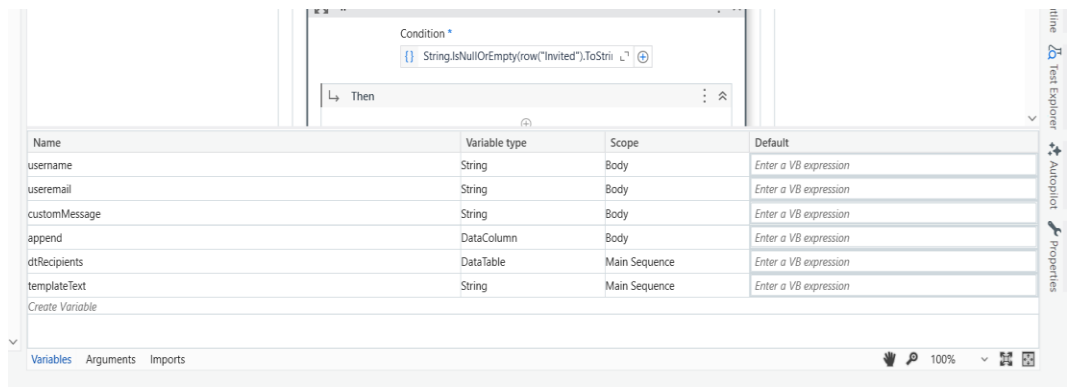 Condition *
String.IsNullOrEmpty(row("Invited").ToStrin
Then
Name Variable type Scope Default
username String Body Enter a VB expression
useremail String Body Enter a VB expression
customMessage String Body Enter a VB expression
append DataColumn Body Enter a VB expression
dtRecipients DataTable Main Sequence Enter a VB expression
templateText String Main Sequence Enter a VB expression
Create Variable
Variables Arguments Imports 100%
Test Explorer
Autopilot
Properties